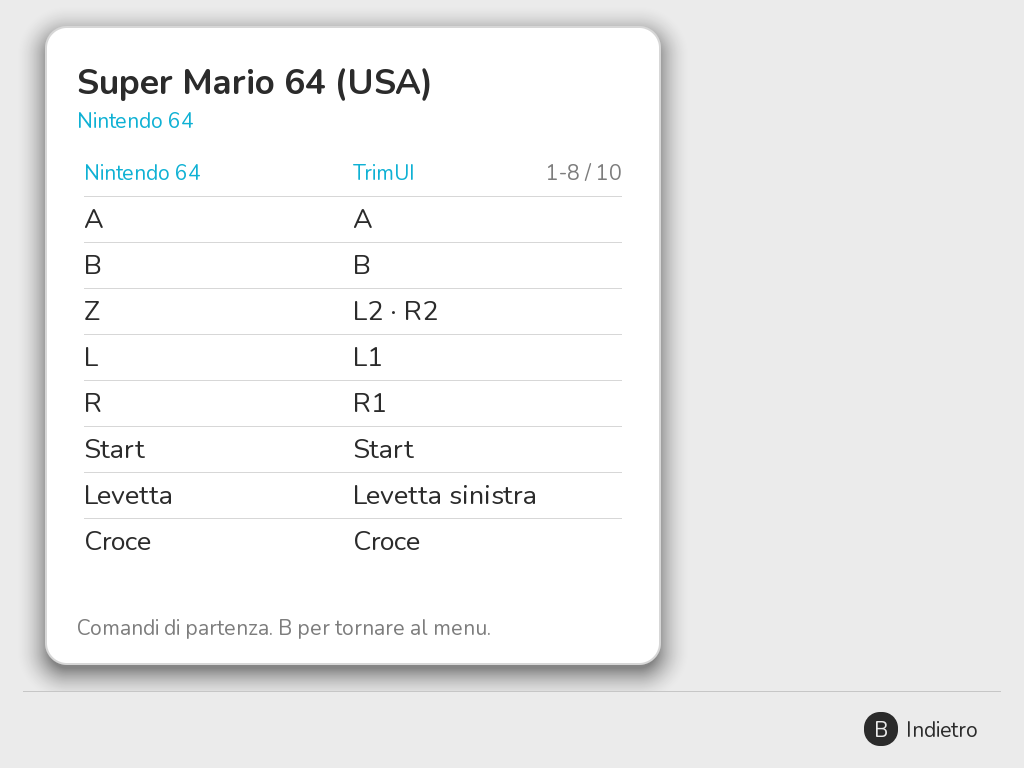 Super Mario 64 (USA)
Nintendo 64
Nintendo 64 TrimUI 1-8 / 10
A A
B B
Z L2 · R2
L L1
R R1
Start Start
Levetta Levetta sinistra
Croce Croce
Comandi di partenza. B per tornare al menu.
B Indietro